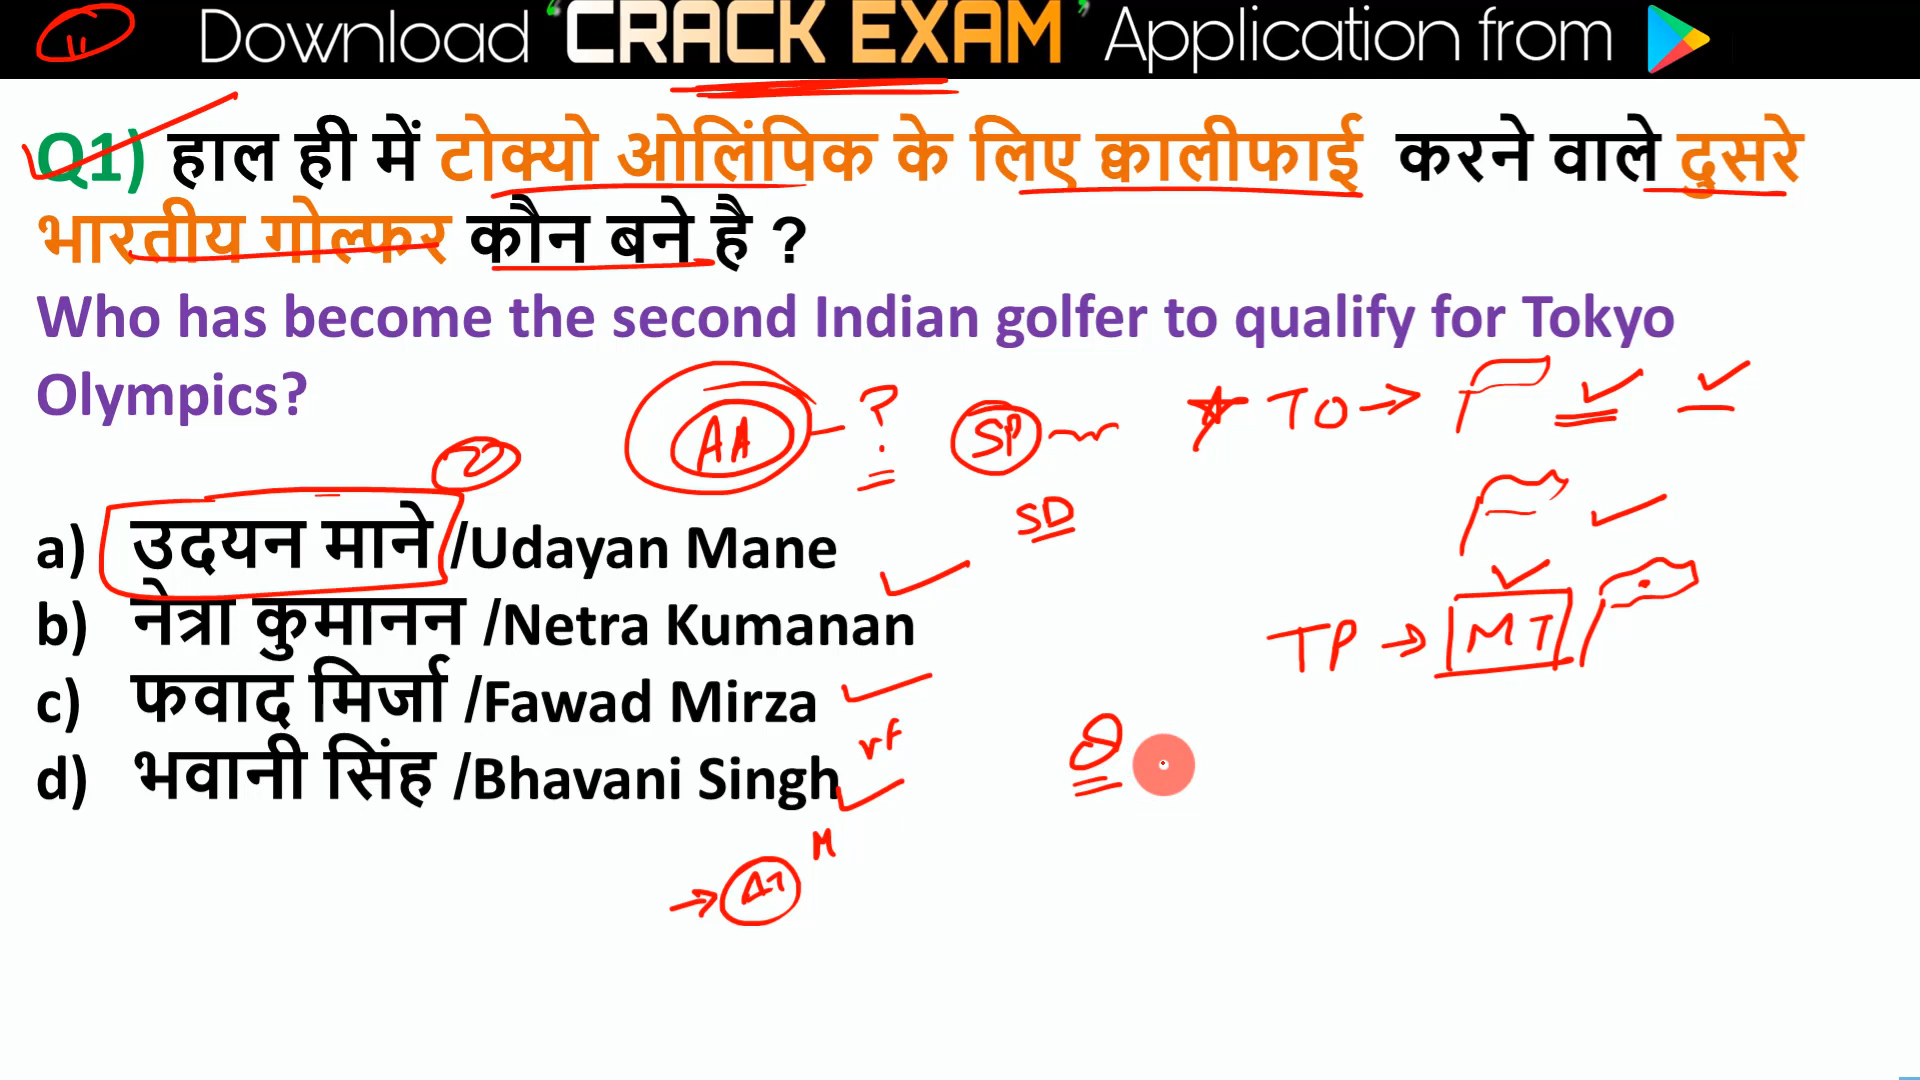 11 Download CRACK EXAM Application from
Q1) हाल ही में टोक्यो ओलिंपिक के लिए क्वालीफाई करने वाले दुसरे
भारतीय गोल्फर कौन बने है ?
Who has become the second Indian golfer to qualify for Tokyo
Olympics?
AA ? SP TO
2
SD
a) उदयन माने /Udayan Mane
b) नेत्रा कुमानन /Netra Kumanan
TP MT
c) फवाद मिर्जा /Fawad Mirza
d) भवानी सिंह /Bhavani Singh
M